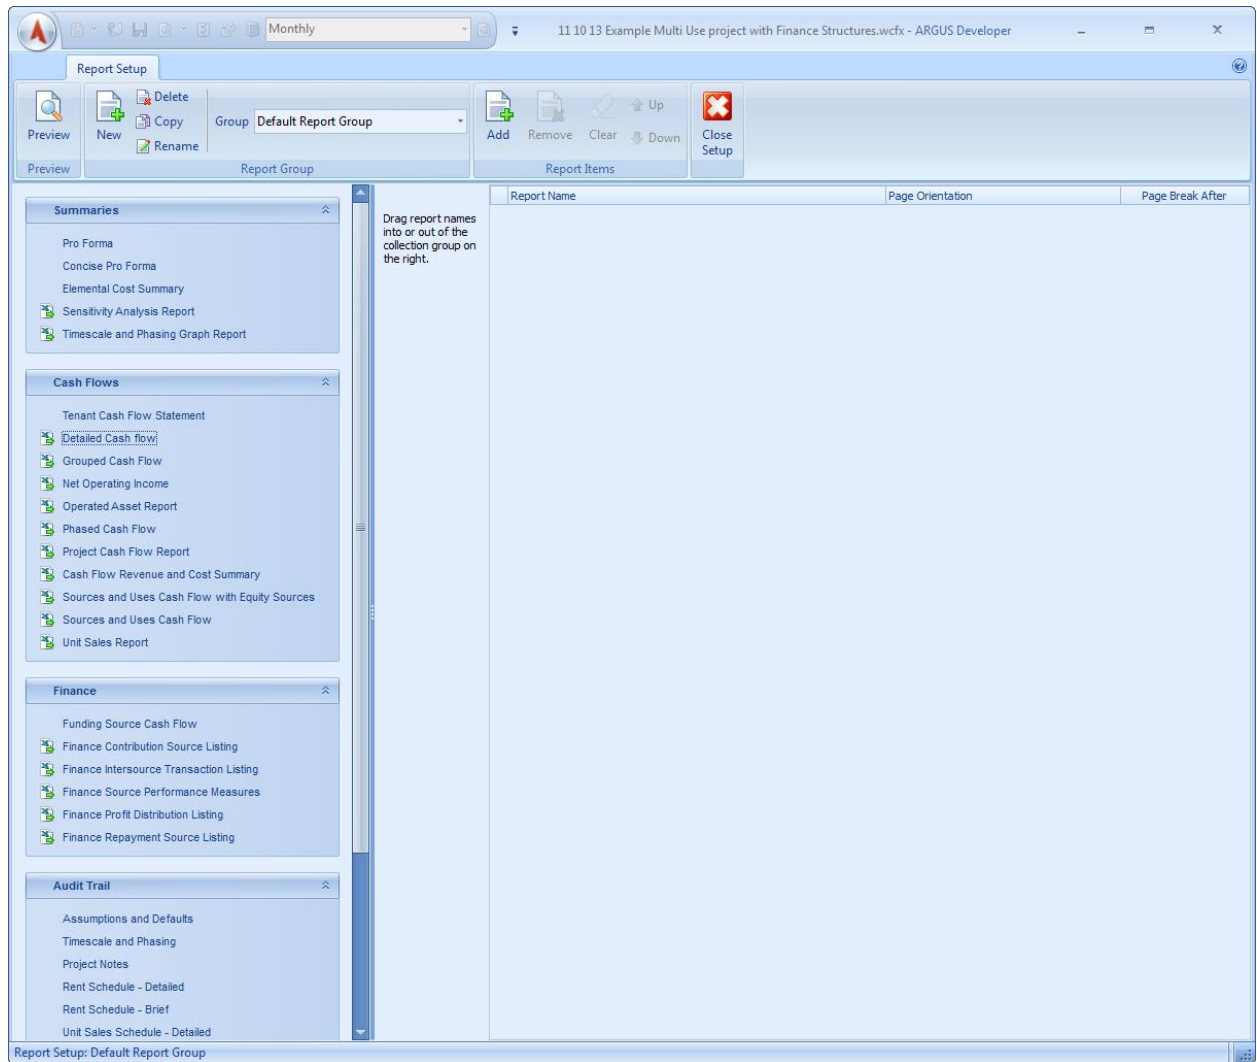 Monthly
11 10 13 Example Multi Use project with Finance Structures.wcfx - ARGUS Developer
Report Setup
Preview
New
Delete
Copy
Rename
Group Default Report Group
Add
Remove
Clear
Up
Down
Close
Setup
Preview
Report Group
Report Items
Summaries
Pro Forma
Concise Pro Forma
Elemental Cost Summary
Sensitivity Analysis Report
Timescale and Phasing Graph Report
Cash Flows
Tenant Cash Flow Statement
Detailed Cash flow
Grouped Cash Flow
Net Operating Income
Operated Asset Report
Phased Cash Flow
Project Cash Flow Report
Cash Flow Revenue and Cost Summary
Sources and Uses Cash Flow with Equity Sources
Sources and Uses Cash Flow
Unit Sales Report
Finance
Funding Source Cash Flow
Finance Contribution Source Listing
Finance Intersource Transaction Listing
Finance Source Performance Measures
Finance Profit Distribution Listing
Finance Repayment Source Listing
Audit Trail
Assumptions and Defaults
Timescale and Phasing
Project Notes
Rent Schedule - Detailed
Rent Schedule - Brief
Unit Sales Schedule - Detailed
Drag report names
into or out of the
collection group on
the right.
Report Name
Page Orientation
Page Break After
Report Setup: Default Report Group